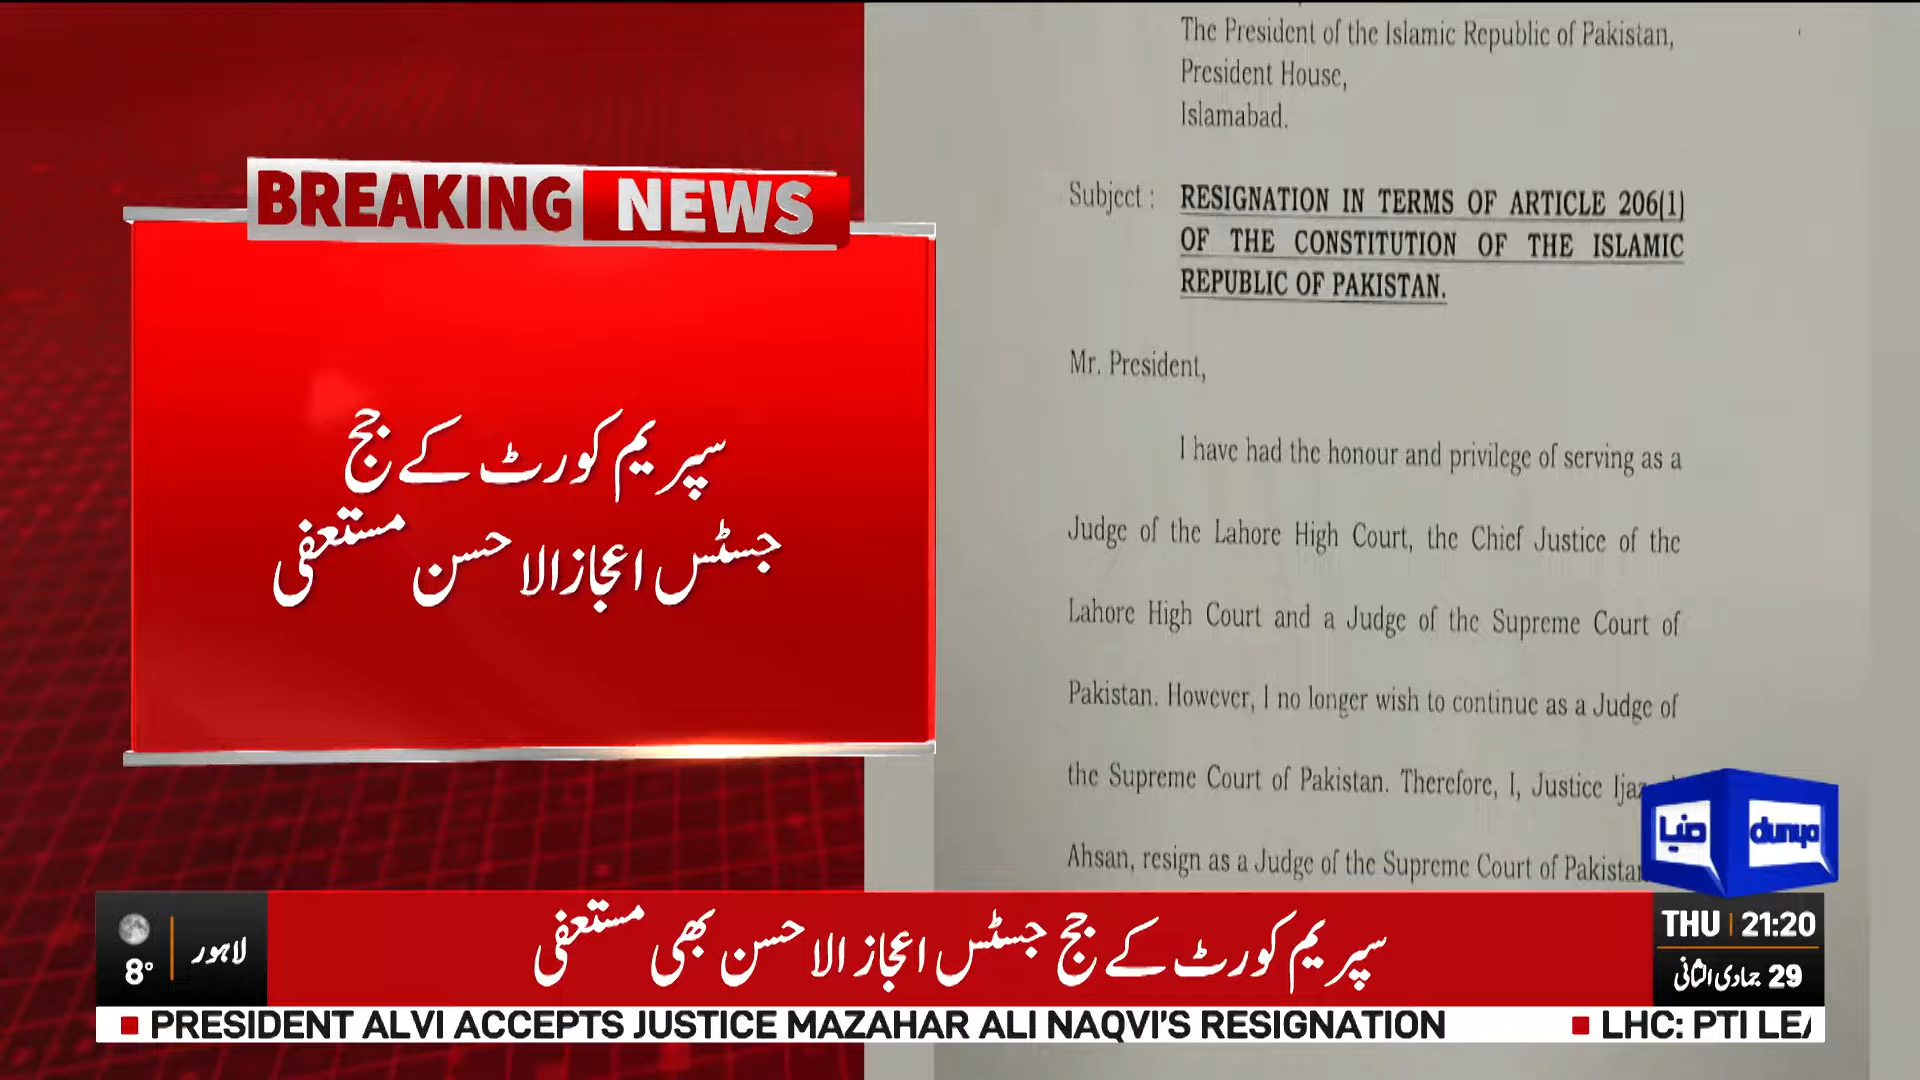 The President of the Islamic Republic of Pakistan,
President House,
Islamabad.
Subject : RESIGNATION IN TERMS OF ARTICLE 206(1)
OF THE CONSTITUTION OF THE ISLAMIC
REPUBLIC OF PAKISTAN.
Mr. President,
I have had the honour and privilege of serving as a
Judge of the Lahore High Court, the Chief Justice of the
Lahore High Court and a Judge of the Supreme Court of
Pakistan. However, I no longer wish to continue as a Judge of
the Supreme Court of Pakistan. Therefore, I, Justice Ijaz
Ahsan, resign as a Judge of the Supreme Court of Pakistan
BREAKING NEWS
سپریم کورٹ کے جج
جسٹس اعجازالاحسن مستعفی
دنیا dunya
لاہور
8°
سپریم کورٹ کے جج جسٹس اعجاز الاحسن بھی مستعفی
THU 21:20
29 جمادی الثانی
PRESIDENT ALVI ACCEPTS JUSTICE MAZAHAR ALI NAQVI'S RESIGNATION LHC: PTI LEA